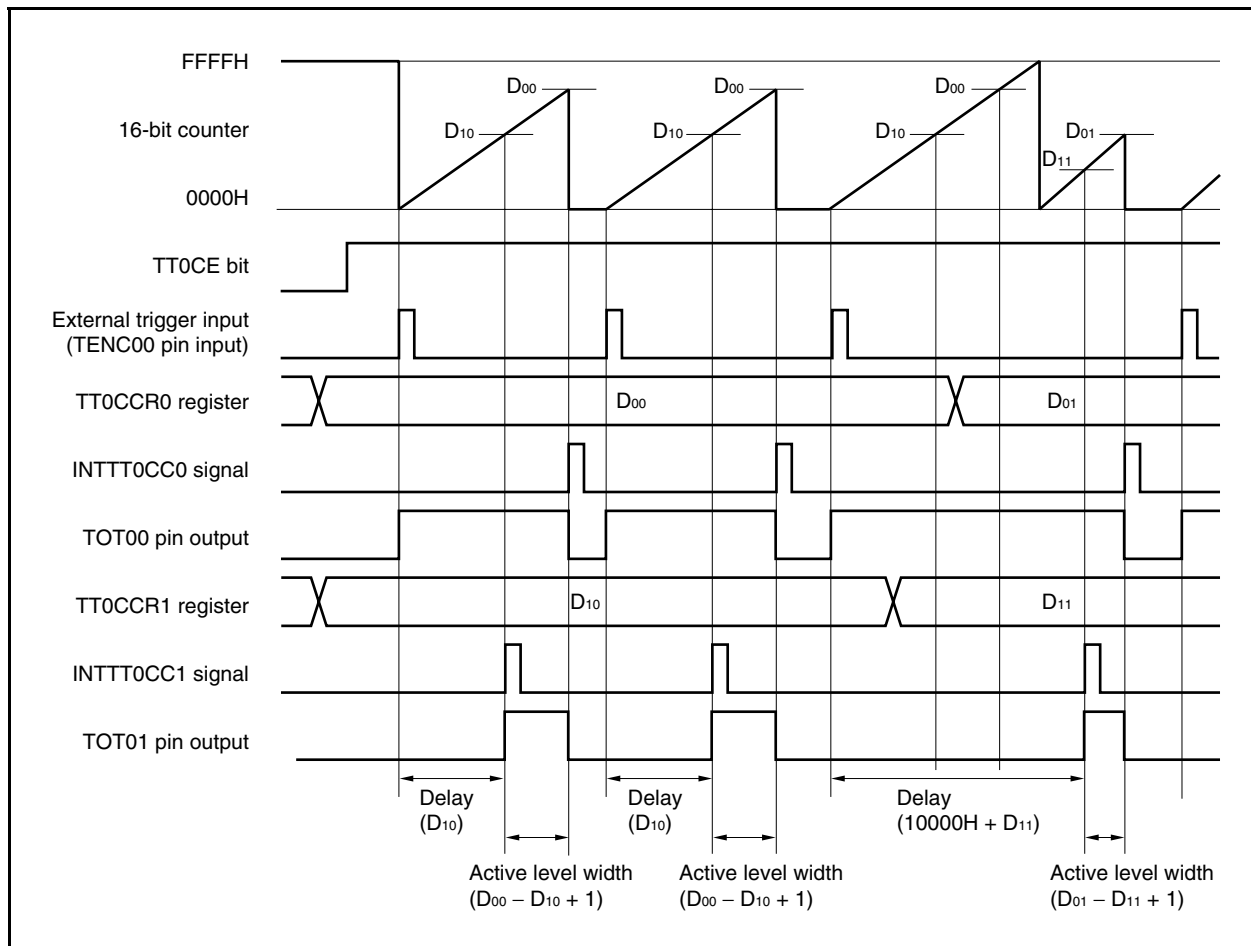 FFFFH
D00
D00
D00
16-bit counter
D10
D10
D10
D01
D11
0000H
TT0CE bit
External trigger input
(TENC00 pin input)
TT0CCR0 register
D00
D01
INTTT0CC0 signal
TOT00 pin output
TT0CCR1 register
D10
D11
INTTT0CC1 signal
TOT01 pin output
Delay
(D10)
Delay
(D10)
Delay
(10000H + D11)
Active level width
(D00 − D10 + 1)
Active level width
(D00 − D10 + 1)
Active level width
(D01 − D11 + 1)